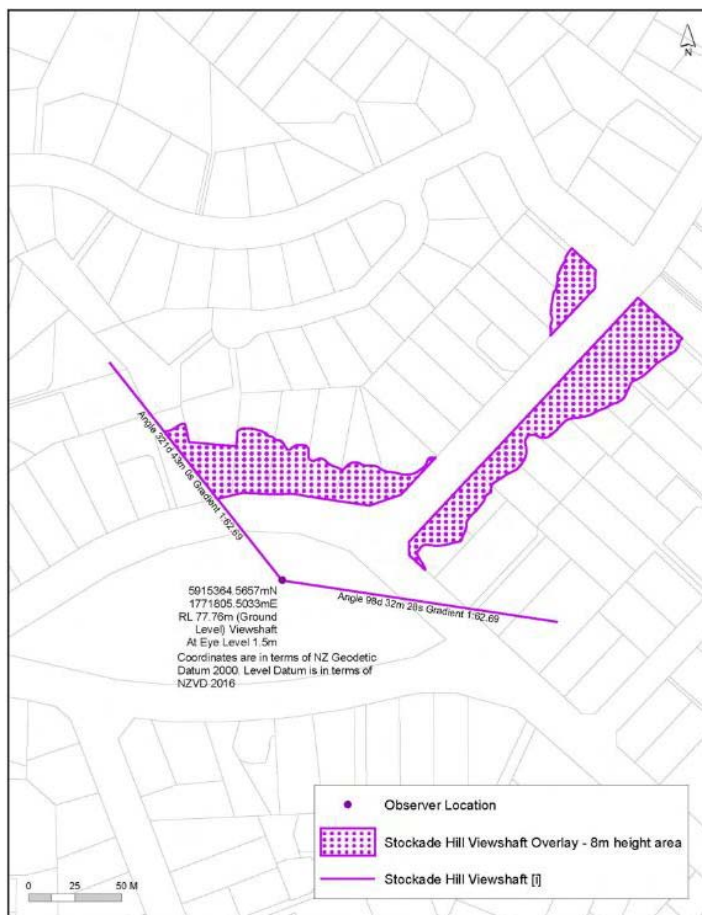 N
Angle 321d 43m 0s Gradient 1:62.69
5915364.5657mN
1771805.5033mE
RL 77.76m (Ground
Level) Viewshaft
At Eye Level 1.5m
Coordinates are in terms of NZ Geodetic
Datum 2000. Level Datum is in terms of
NZVD 2016
Angle 98d 32m 28s Gradient 1:62.69
Observer Location
Stockade Hill Viewshaft Overlay - 8m height area
Stockade Hill Viewshaft [i]
0 25 50 M